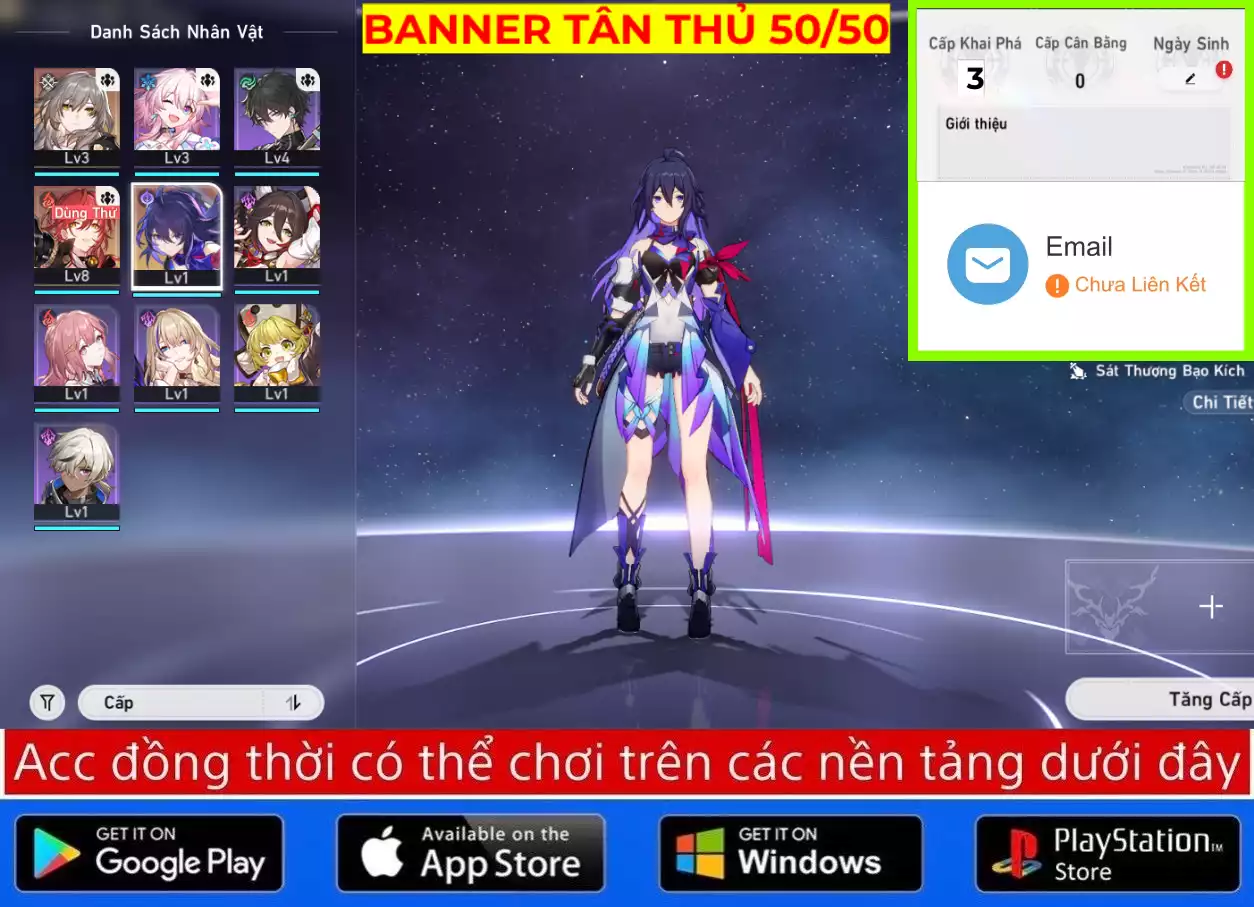 Danh Sách Nhân Vật
BANNER TÂN THỦ 50/50
Cấp Khai Phá
Cấp Cân Bằng
Ngày Sinh
3
0
Giới thiệu
Email
Chưa Liên Kết
Lv3
Lv3
Lv4
Dùng Thử
Lv8
Lv1
Lv1
Lv1
Lv1
Lv1
Lv1
Sát Thương Bạo Kích
Chi Tiết
Cấp
Tăng Cấp
Acc đồng thời có thể chơi trên các nền tảng dưới đây
GET IT ON
Google Play
Available on the
App Store
GET IT ON
Windows
PlayStation™
Store